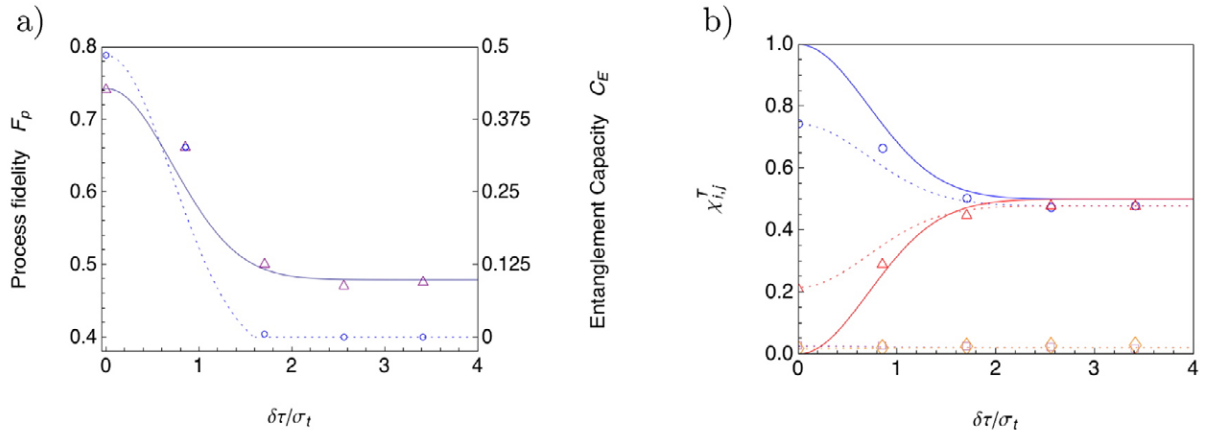 a)
Process fidelity F_p
0.8
0.7
0.6
0.5
0.4
0 1 2 3 4
δτ/σ_t
0.5
0.375
0.25
0.125
0
Entanglement Capacity C_E
b)
χ^T_{i,j}
1.0
0.8
0.6
0.4
0.2
0.0
0 1 2 3 4
δτ/σ_t